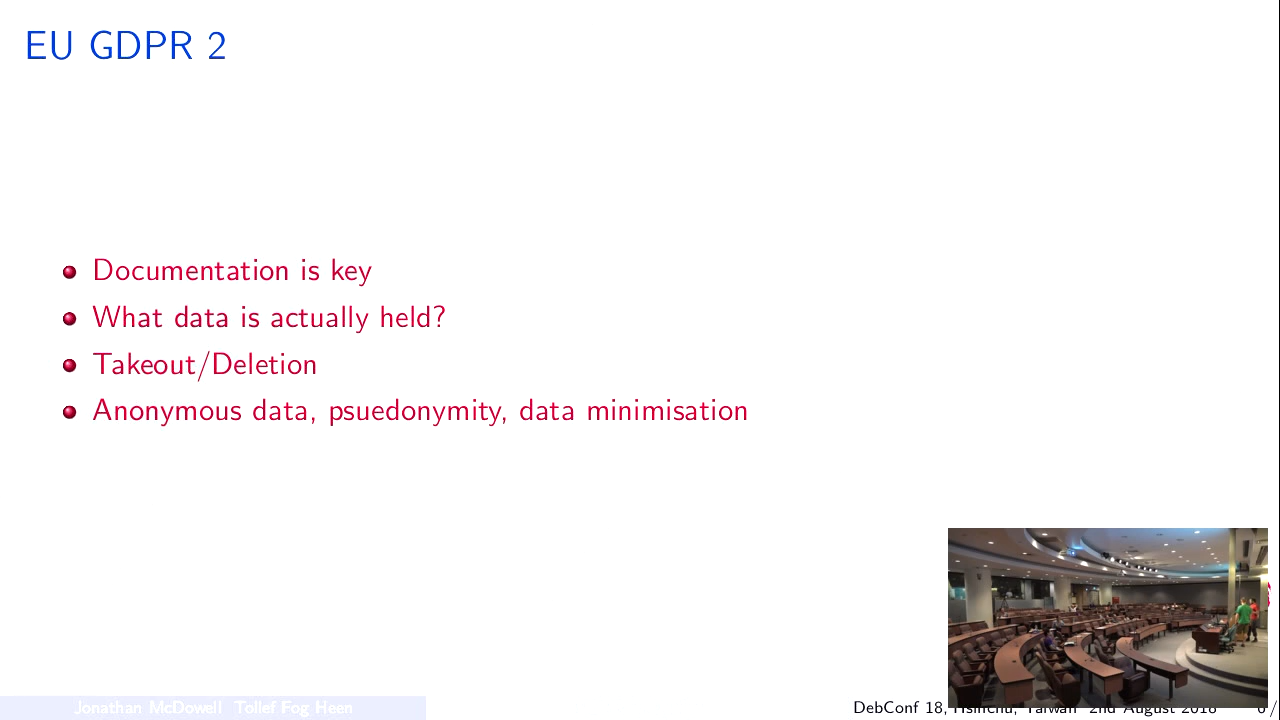 EU GDPR 2
Documentation is key
What data is actually held?
Takeout/Deletion
Anonymous data, psuedonymity, data minimisation
Jonathan McDowell Tollef Fog Heen
DebConf 18, Hsinchu, Taiwan 2nd August 2018